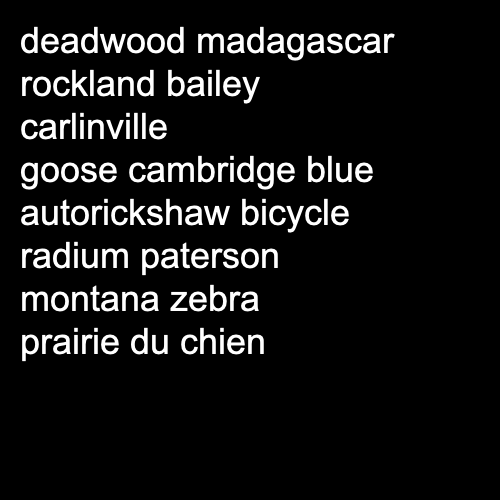 deadwood madagascar
rockland bailey
carlinville
goose cambridge blue
autorickshaw bicycle
radium paterson
montana zebra
prairie du chien